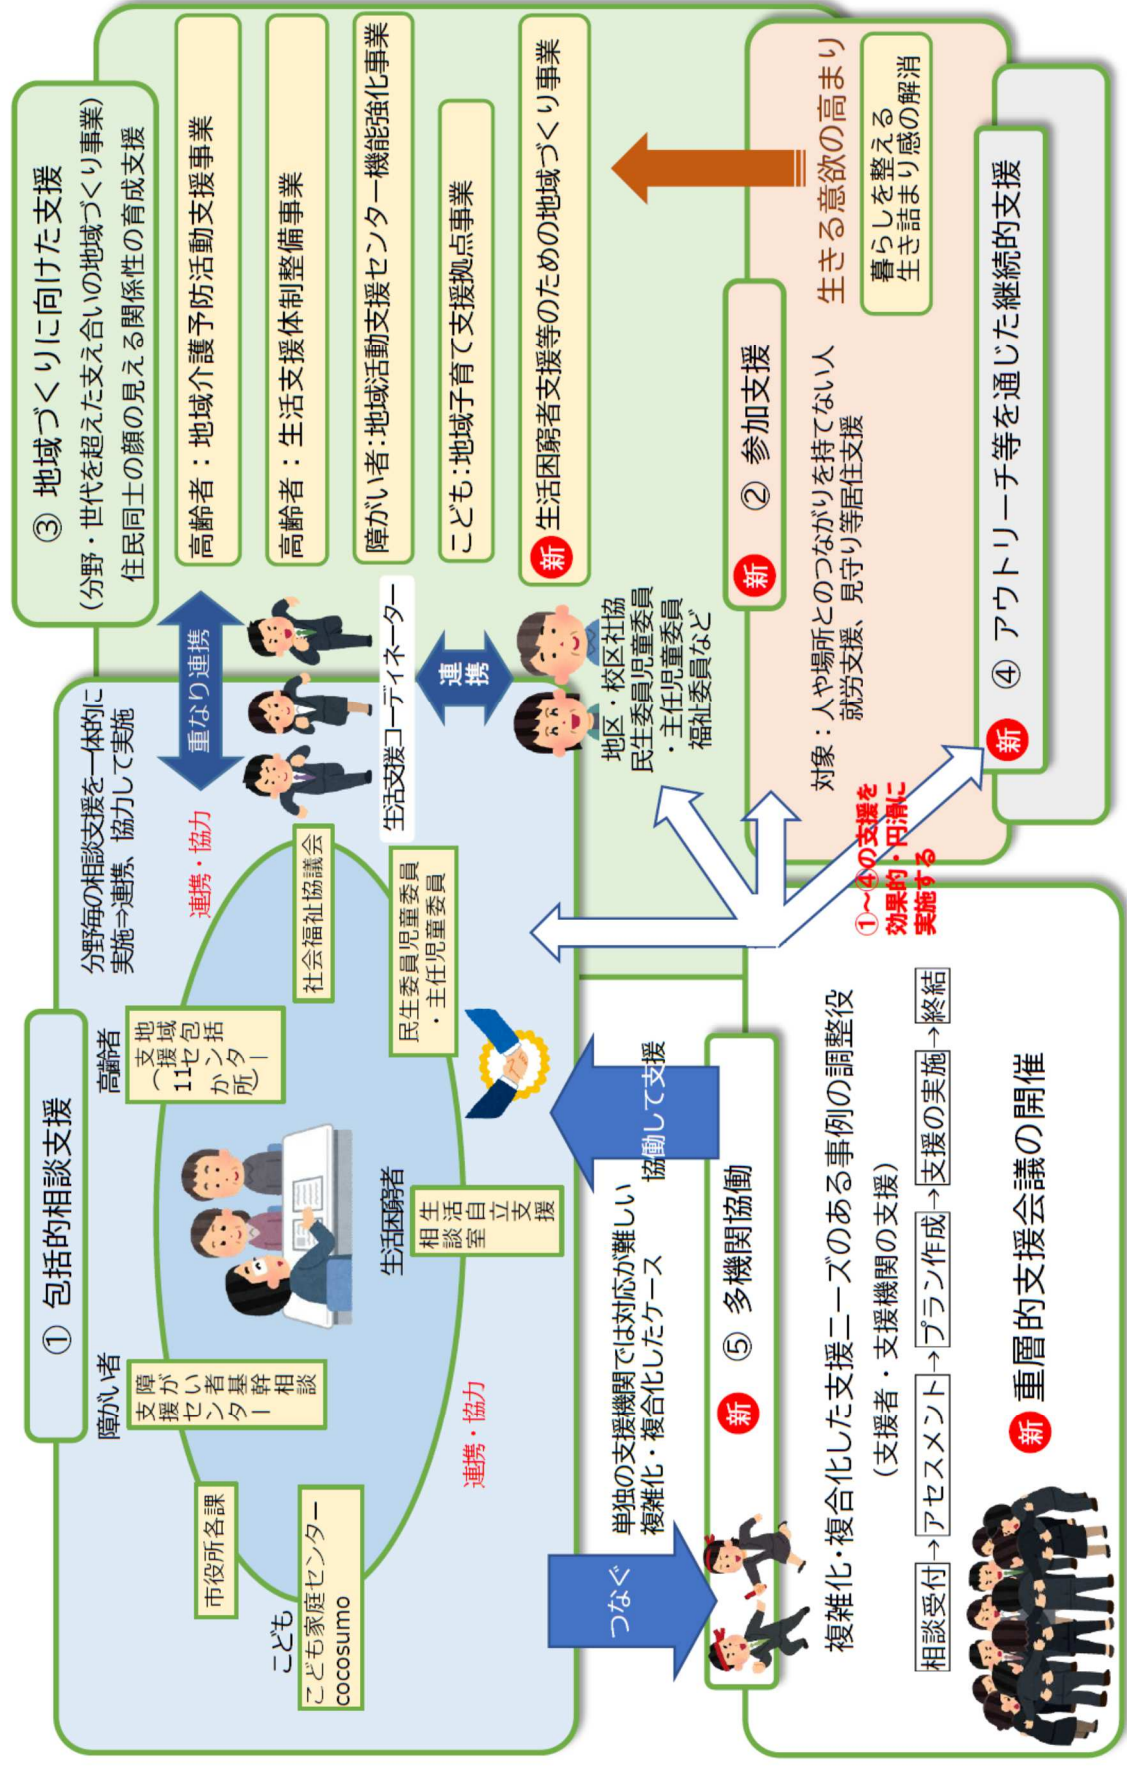 ① 包括的相談支援
分野毎の相談支援を一体的に
実施⇒連携、協力して実施
障がい者
障がい者基幹相談
支援センター
高齢者
地域包括
支援センター
（11か所）
市役所各課
こども
こども家庭センター
cocosumo
生活困窮者
生活自立支援
相談室
社会福祉協議会
民生委員児童委員
・主任児童委員
連携・協力
連携・協力
重なり連携
生活支援コーディネーター
連携
地区・校区社協
民生委員児童委員
・主任児童委員
福祉委員など
③ 地域づくりに向けた支援
（分野・世代を超えた支え合いの地域づくり事業）
住民同士の顔の見える関係性の育成支援
高齢者：地域介護予防活動支援事業
高齢者：生活支援体制整備事業
障がい者：地域活動支援センター機能強化事業
こども：地域子育て支援拠点事業
新 生活困窮者支援等のための地域づくり事業
つなぐ
単独の支援機関では対応が難しい
複雑化・複合化したケース
協働して支援
新 ⑤ 多機関協働
複雑化・複合化した支援ニーズのある事例の調整役
（支援者・支援機関の支援）
相談受付→アセスメント→プラン作成→支援の実施→終結
新 重層的支援会議の開催
①～④の支援を
効果的・円滑に
実施する
新 ② 参加支援
対象：人や場所とのつながりを持てない人
就労支援、見守り等居住支援
生きる意欲の高まり
暮らしを整える
生き詰まり感の解消
新 ④ アウトリーチ等を通じた継続的支援